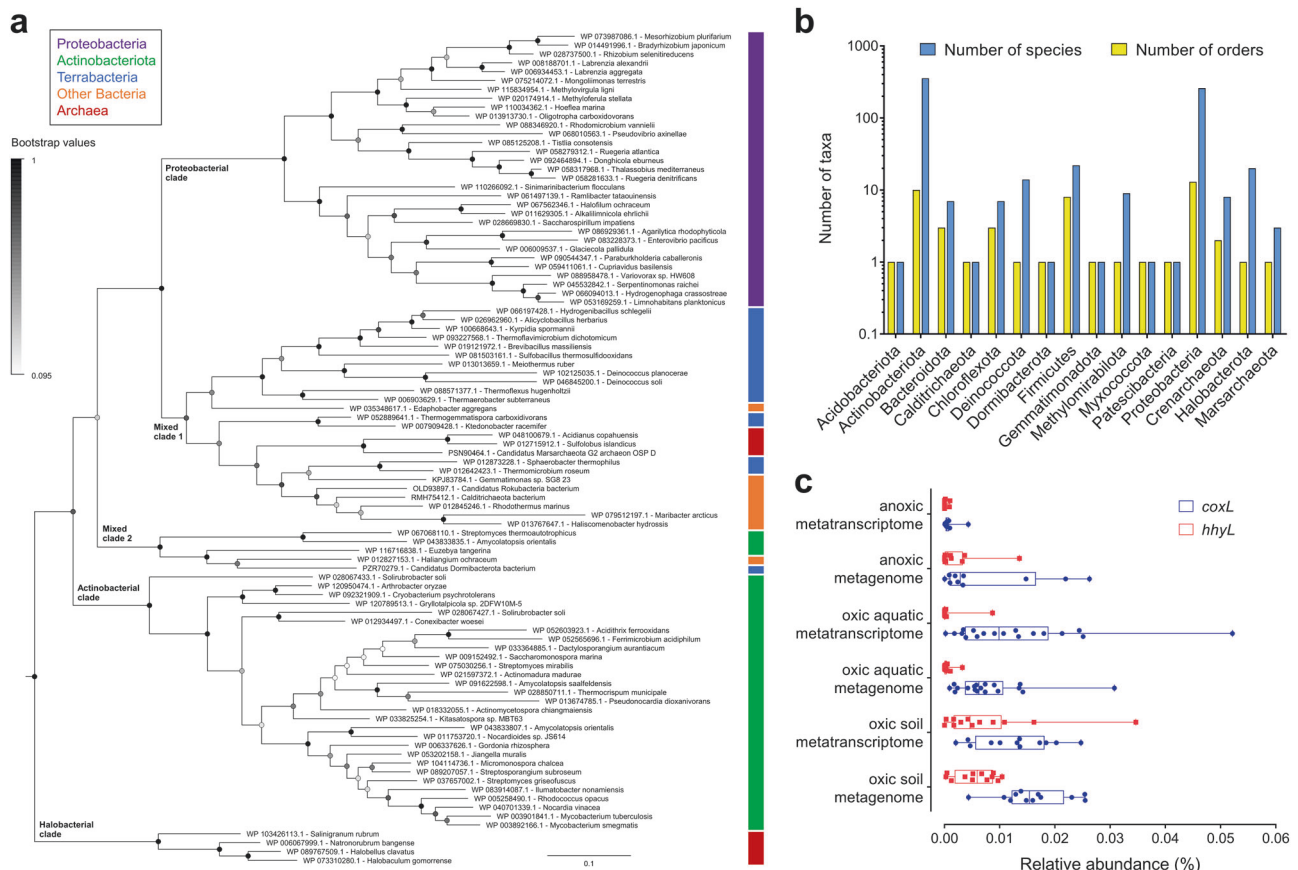 a
Proteobacteria
Actinobacteriota
Terrabacteria
Other Bacteria
Archaea
Bootstrap values
1
0.095
Proteobacterial
clade
Mixed
clade 1
Mixed
clade 2
Actinobacterial
clade
Halobacterial
clade
WP 073987086.1 - Mesorhizobium plurifarium
WP 014491996.1 - Bradyrhizobium japonicum
WP 028737500.1 - Rhizobium selenitireducens
WP 008188701.1 - Labrenzia alexandrii
WP 006934453.1 - Labrenzia aggregata
WP 075214072.1 - Mongoliimonas terrestris
WP 115834954.1 - Methylovirgula ligni
WP 020174914.1 - Methyloferula stellata
WP 110034362.1 - Hoeflea marina
WP 013913730.1 - Oligotropha carboxidovorans
WP 088346920.1 - Rhodomicrobium vannielii
WP 068010563.1 - Pseudovibrio axinellae
WP 085125208.1 - Tistlia consotensis
WP 058279312.1 - Ruegeria atlantica
WP 092464894.1 - Donghicola eburneus
WP 058317968.1 - Thalassobius mediterraneus
WP 058281633.1 - Ruegeria denitrificans
WP 110266092.1 - Sinimarinibacterium flocculans
WP 061497139.1 - Ramlibacter tataouinensis
WP 067562346.1 - Halofilum ochraceum
WP 011629305.1 - Alkalilimnicola ehrlichii
WP 028669830.1 - Saccharospirillum impatiens
WP 086929361.1 - Agarilytica rhodophyticola
WP 083228373.1 - Enterovibrio pacificus
WP 006009537.1 - Glaciecola pallidula
WP 090544347.1 - Paraburkholderia caballeronis
WP 059411061.1 - Cupriavidus basilensis
WP 088958478.1 - Variovorax sp. HW608
WP 045532842.1 - Serpentinomonas raichei
WP 066094013.1 - Hydrogenophaga crassostreae
WP 053169259.1 - Limnohabitans planktonicus
WP 066197428.1 - Hydrogenibacillus schlegelii
WP 026962960.1 - Alicyclobacillus herbarius
WP 100668643.1 - Kyrpidia spormannii
WP 093227568.1 - Thermoflavimicrobium dichotomicum
WP 019121972.1 - Brevibacillus massiliensis
WP 081503161.1 - Sulfobacillus thermosulfidooxidans
WP 013013659.1 - Meiothermus ruber
WP 102125035.1 - Deinococcus planocerae
WP 046845200.1 - Deinococcus soli
WP 088571377.1 - Thermoflexus hugenholtzii
WP 006903629.1 - Thermaerobacter subterraneus
WP 035348617.1 - Edaphobacter aggregans
WP 052889641.1 - Thermogemmatispora carboxidivorans
WP 007909428.1 - Ktedonobacter racemifer
WP 048100679.1 - Acidianus copahuensis
WP 012715912.1 - Sulfolobus islandicus
PSN90464.1 - Candidatus Marsarchaeota G2 archaeon OSP D
WP 012873228.1 - Sphaerobacter thermophilus
WP 012642423.1 - Thermomicrobium roseum
KPJ83784.1 - Gemmatimonas sp. SG8 23
OLD93897.1 - Candidatus Rokubacteria bacterium
RMH75412.1 - Calditrichaeota bacterium
WP 012845246.1 - Rhodothermus marinus
WP 079512197.1 - Maribacter arcticus
WP 013767647.1 - Haliscomenobacter hydrossis
WP 067068110.1 - Streptomyces thermoautotrophicus
WP 043833835.1 - Amycolatopsis orientalis
WP 116716838.1 - Euzebya tangerina
WP 012827153.1 - Haliangium ochraceum
PZR70279.1 - Candidatus Dormibacterota bacterium
WP 028067433.1 - Solirubrobacter soli
WP 120950474.1 - Arthrobacter oryzae
WP 092321909.1 - Cryobacterium psychrotolerans
WP 120789513.1 - Gryllotalpicola sp. 2DFW10M-5
WP 028067427.1 - Solirubrobacter soli
WP 012934497.1 - Conexibacter woesei
WP 052603923.1 - Acidithrix ferrooxidans
WP 052565696.1 - Ferrimicrobium acidiphilum
WP 033364885.1 - Dactylosporangium aurantiacum
WP 009152492.1 - Saccharomonospora marina
WP 075030256.1 - Streptomyces mirabilis
WP 021597372.1 - Actinomadura madurae
WP 091622598.1 - Amycolatopsis saalfeldensis
WP 028850711.1 - Thermocrispum municipale
WP 013674785.1 - Pseudonocardia dioxanivorans
WP 018332055.1 - Actinomycetospora chiangmaiensis
WP 033825254.1 - Kitasatospora sp. MBT63
WP 043833807.1 - Amycolatopsis orientalis
WP 011753720.1 - Nocardioides sp. JS614
WP 006337626.1 - Gordonia rhizosphera
WP 053202158.1 - Jiangella muralis
WP 104114736.1 - Micromonospora chalcea
WP 089207057.1 - Streptosporangium subroseum
WP 037657002.1 - Streptomyces griseofuscus
WP 083914087.1 - Ilumatobacter nonamiensis
WP 005258490.1 - Rhodococcus opacus
WP 040701339.1 - Nocardia vinacea
WP 003901841.1 - Mycobacterium tuberculosis
WP 003892166.1 - Mycobacterium smegmatis
WP 103426113.1 - Salinigranum rubrum
WP 006067999.1 - Natronorubrum bangense
WP 089767509.1 - Halobellus clavatus
WP 073310280.1 - Halobaculum gomorrense
0.1
b
Number of species
Number of orders
Number of taxa
1000
100
10
1
0.1
Acidobacteriota
Actinobacteriota
Bacteroidota
Calditrichaeota
Chloroflexota
Deinococcota
Dormibacterota
Firmicutes
Gemmatimonadota
Methylomirabilota
Myxococcota
Patescibacteria
Proteobacteria
Crenarchaeota
Halobacterota
Marsarchaeota
c
coxL
hhyL
anoxic
metatranscriptome
anoxic
metagenome
oxic aquatic
metatranscriptome
oxic aquatic
metagenome
oxic soil
metatranscriptome
oxic soil
metagenome
0.00
0.01
0.02
0.03
0.04
0.05
0.06
Relative abundance (%)